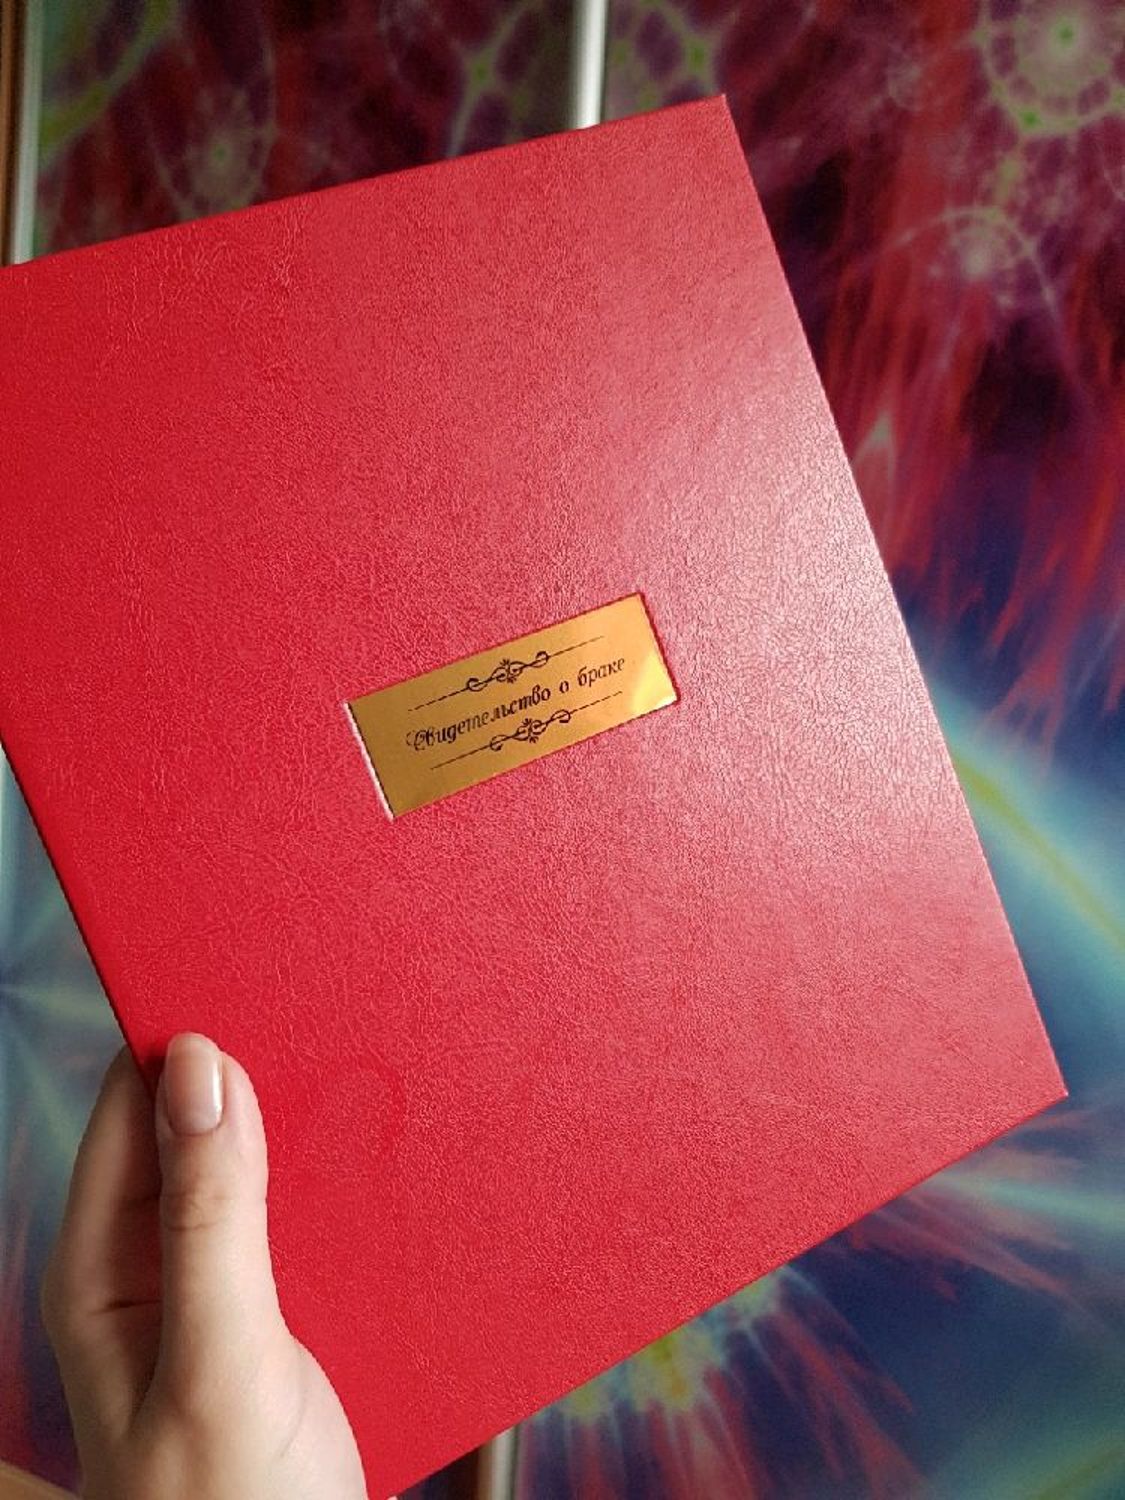 Свидетельство о браке